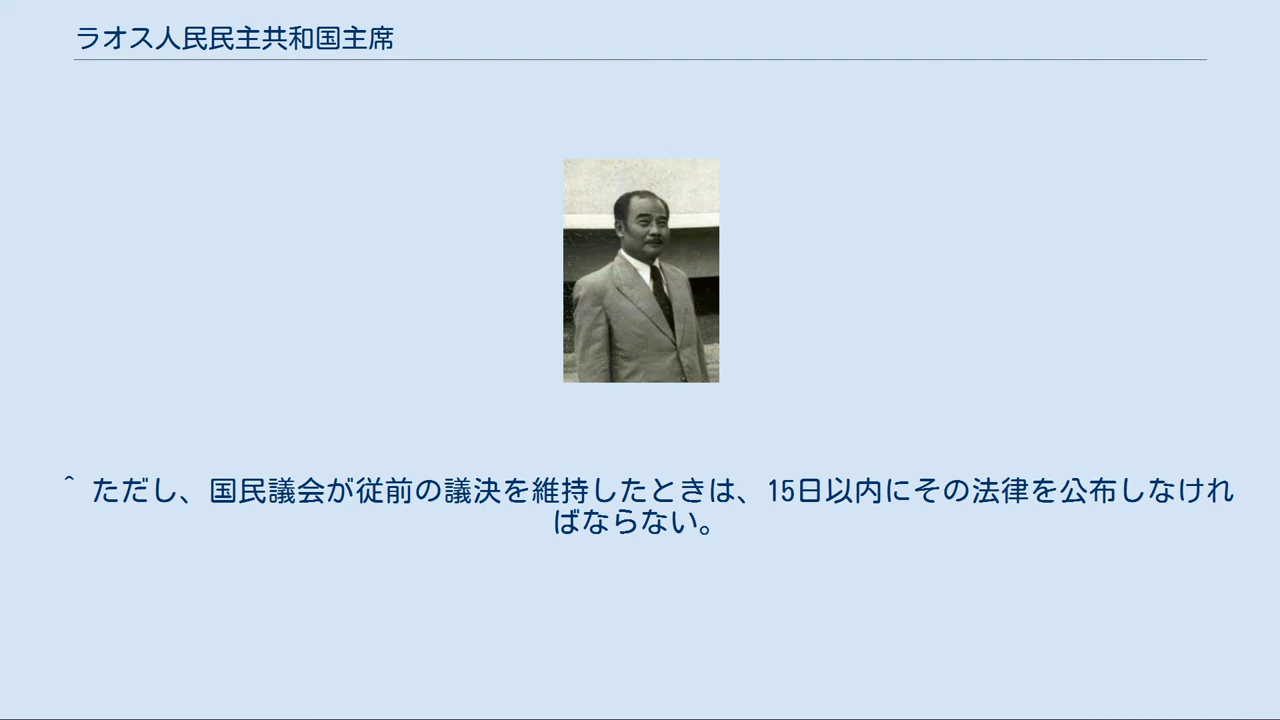 ラオス人民民主共和国主席
^ ただし、国民議会が従前の議決を維持したときは、15日以内にその法律を公布しなけれ
ばならない。